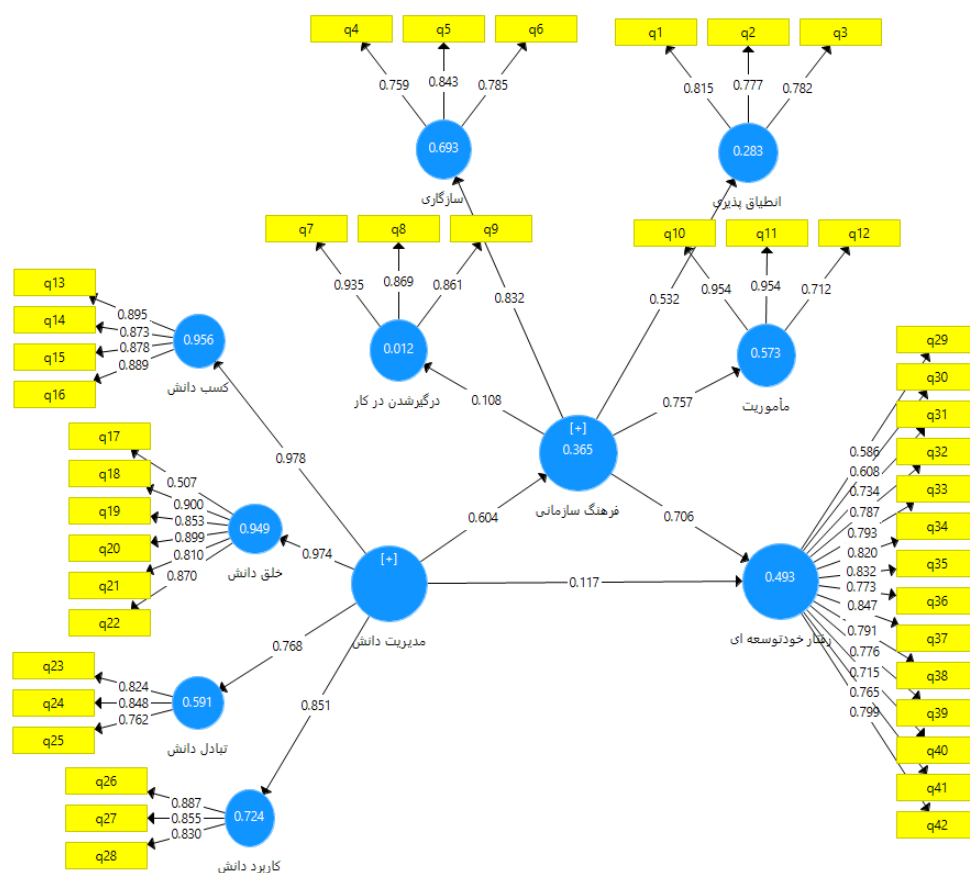 q4 q5 q6 q1 q2 q3
0.759 0.843 0.785 0.815 0.777 0.782
0.693 0.283
سازگاری انطیاق پذیری
q7 q8 q9 q10 q11 q12
0.935 0.869 0.861 0.832 0.532 0.954 0.954 0.712
0.012 0.573
درگیرشدن در کار مأموریت
0.108 0.757
q13
q14
q15
q16
0.895
0.873
0.878
0.889
0.956
کسب دانش
0.978
[+]
0.365
فرهنگ سازمانی
0.604 0.706
q17
q18
q19
q20
q21
q22
0.507
0.900
0.853
0.899
0.810
0.870
0.949
خلق دانش
0.974
[+]
مدیریت دانش
0.117
0.493
رفتار خودتوسعه ای
0.768
0.851
q23
q24
q25
0.824
0.848
0.762
0.591
تبادل دانش
q26
q27
q28
0.887
0.855
0.830
0.724
کاربرد دانش
q29
q30
q31
q32
q33
q34
q35
q36
q37
q38
q39
q40
q41
q42
0.586
0.608
0.734
0.787
0.793
0.820
0.832
0.773
0.847
0.791
0.776
0.715
0.765
0.799